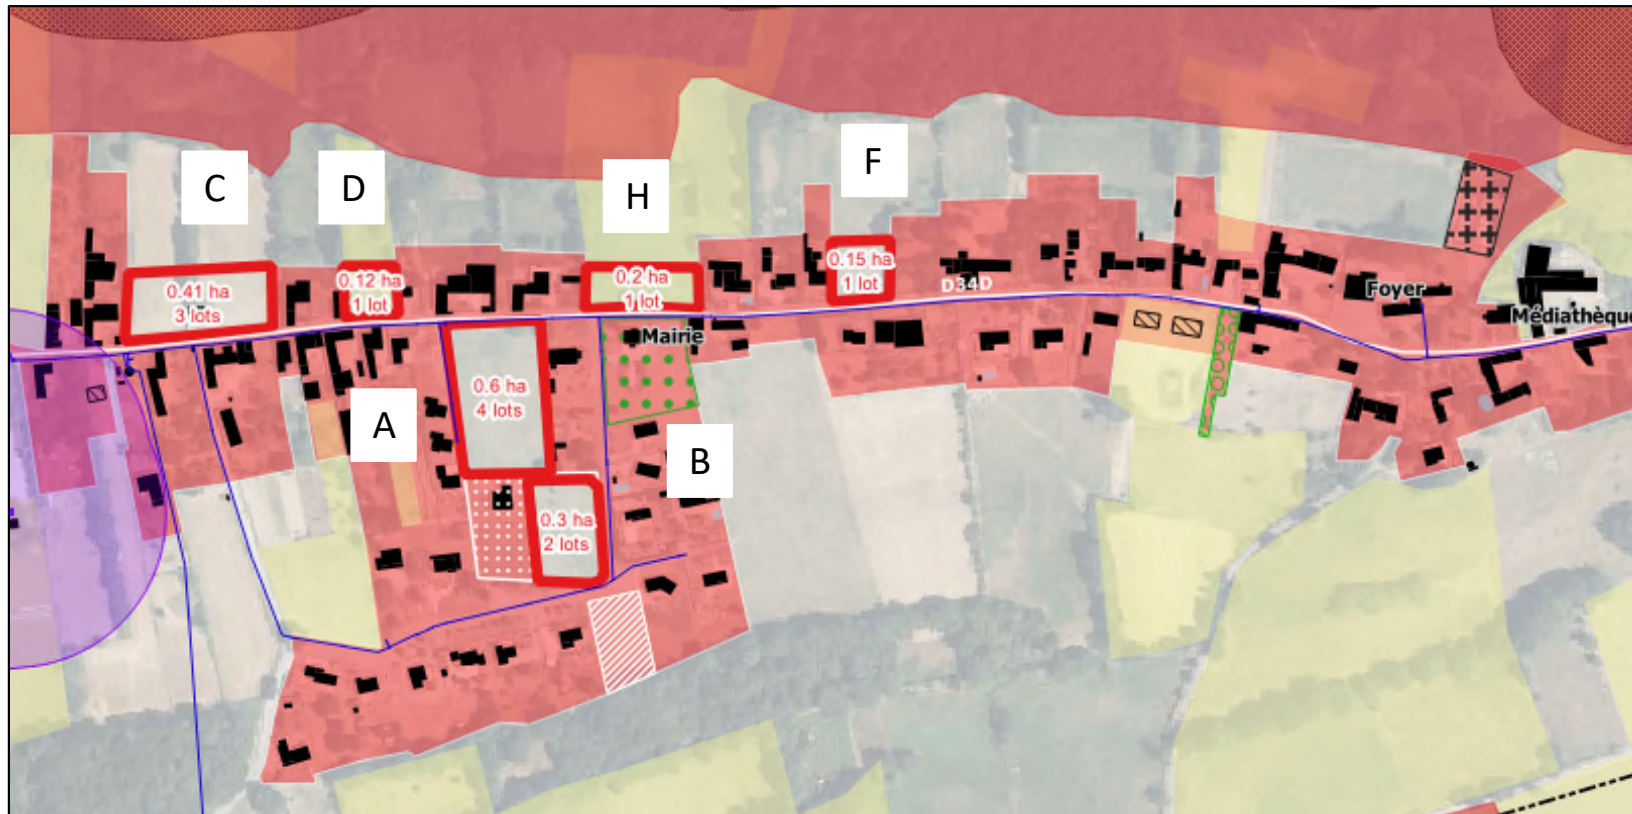 F
C
D
H
0.15 ha
1 lot
0.41 ha
3 lots
0.12 ha
1 lot
0.2 ha
1 lot
D34D
Foyer
Médiathèque
Mairie
0.6 ha
4 lots
A
B
0.3 ha
2 lots